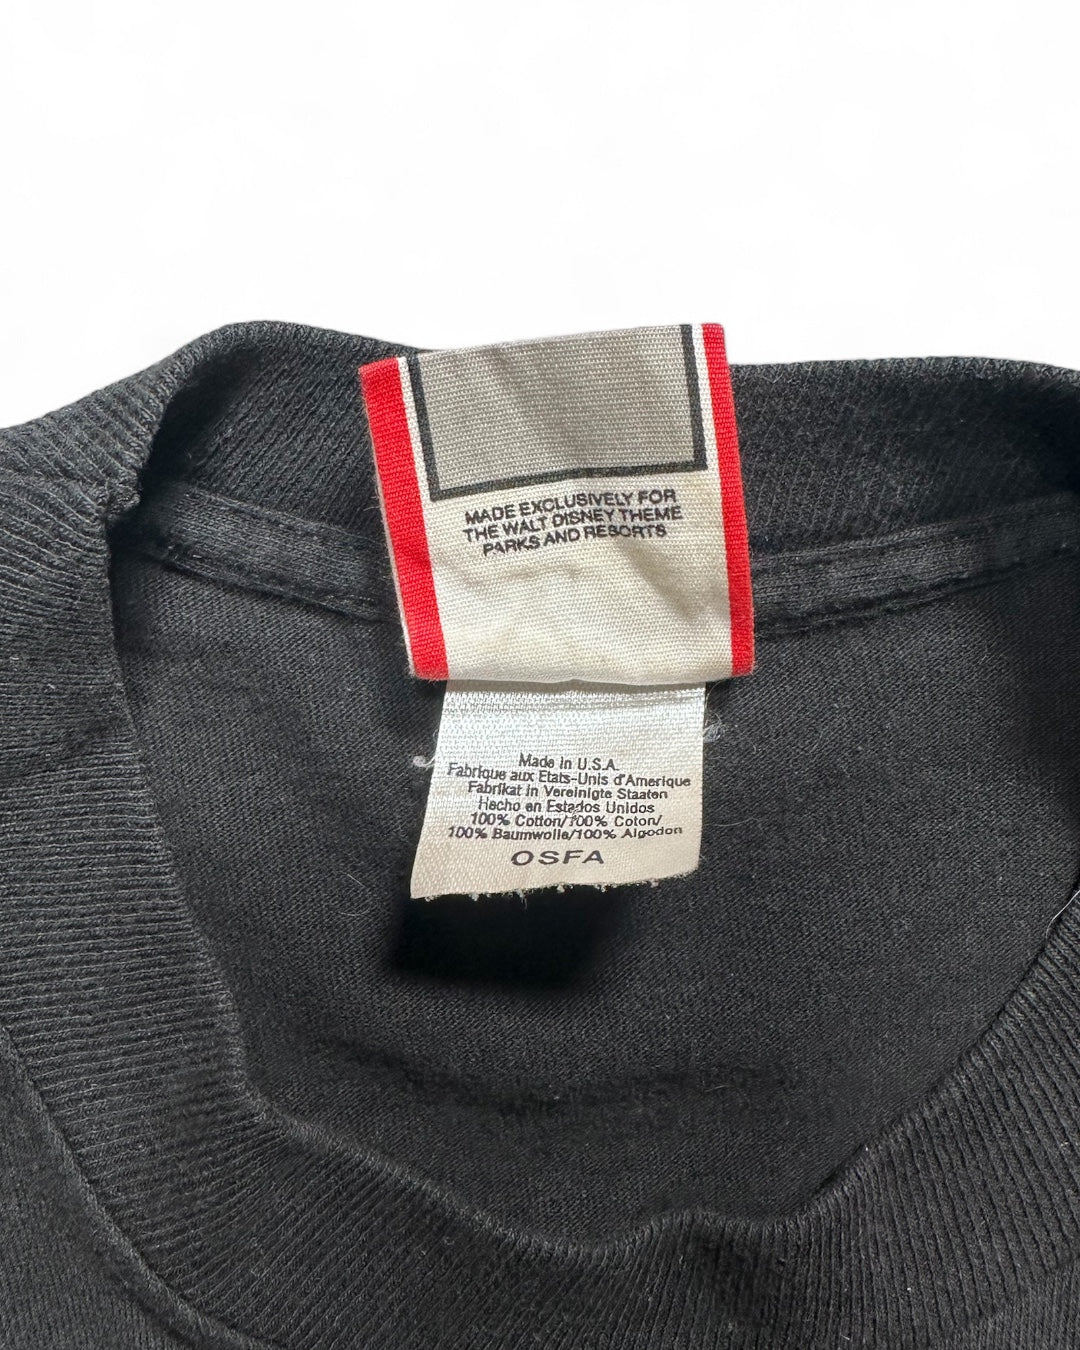 MADE EXCLUSIVELY FOR
THE WALT DISNEY THEME
PARKS AND RESORTS
Made in U.S.A.
Fabrique aux Etats-Unis d'Amerique
Fabrikat in Vereinigte Staaten
Hecho en Estados Unidos
100% Cotton/100% Coton/
100% Baumwolle/100% Algodon
OSFA